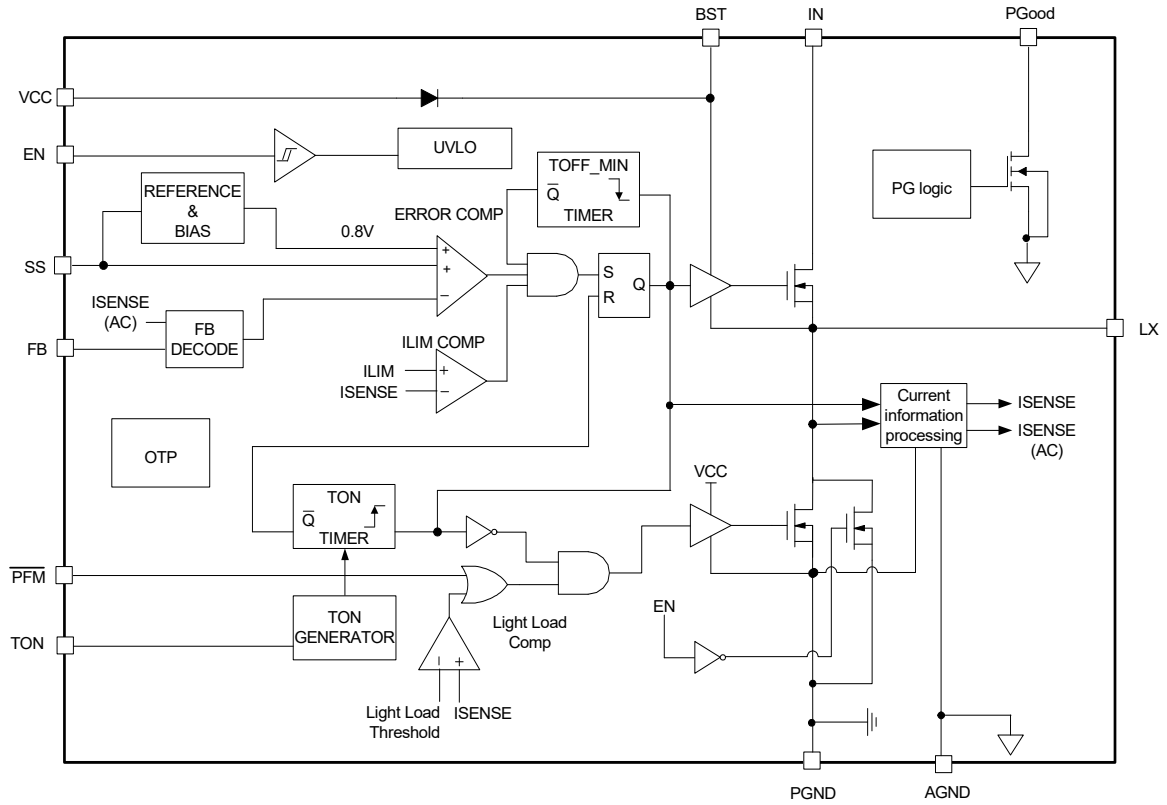 BST
IN
PGood
VCC
EN
UVLO
TOFF_MIN
Q̅
TIMER
PG logic
REFERENCE
&
BIAS
ERROR COMP
0.8V
+
+
−
SS
S
R
Q
LX
ISENSE
(AC)
FB
DECODE
FB
ILIM COMP
ILIM
ISENSE
+
−
Current
information
processing
ISENSE
ISENSE
(AC)
OTP
VCC
TON
Q̅
TIMER
P̅F̅M̅
TON
GENERATOR
TON
Light Load
Comp
EN
−
+
Light Load
Threshold
ISENSE
PGND
AGND